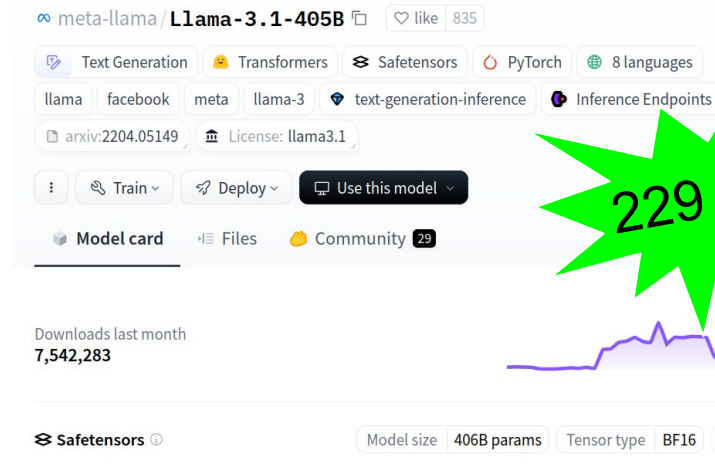 meta-llama/Llama-3.1-405B like 835
Text Generation Transformers Safetensors PyTorch 8 languages
llama facebook meta llama-3 text-generation-inference Inference Endpoints
arxiv:2204.05149 License: llama3.1
Train Deploy Use this model
229
Model card Files Community 29
Downloads last month
7,542,283
Safetensors Model size 406B params Tensor type BF16